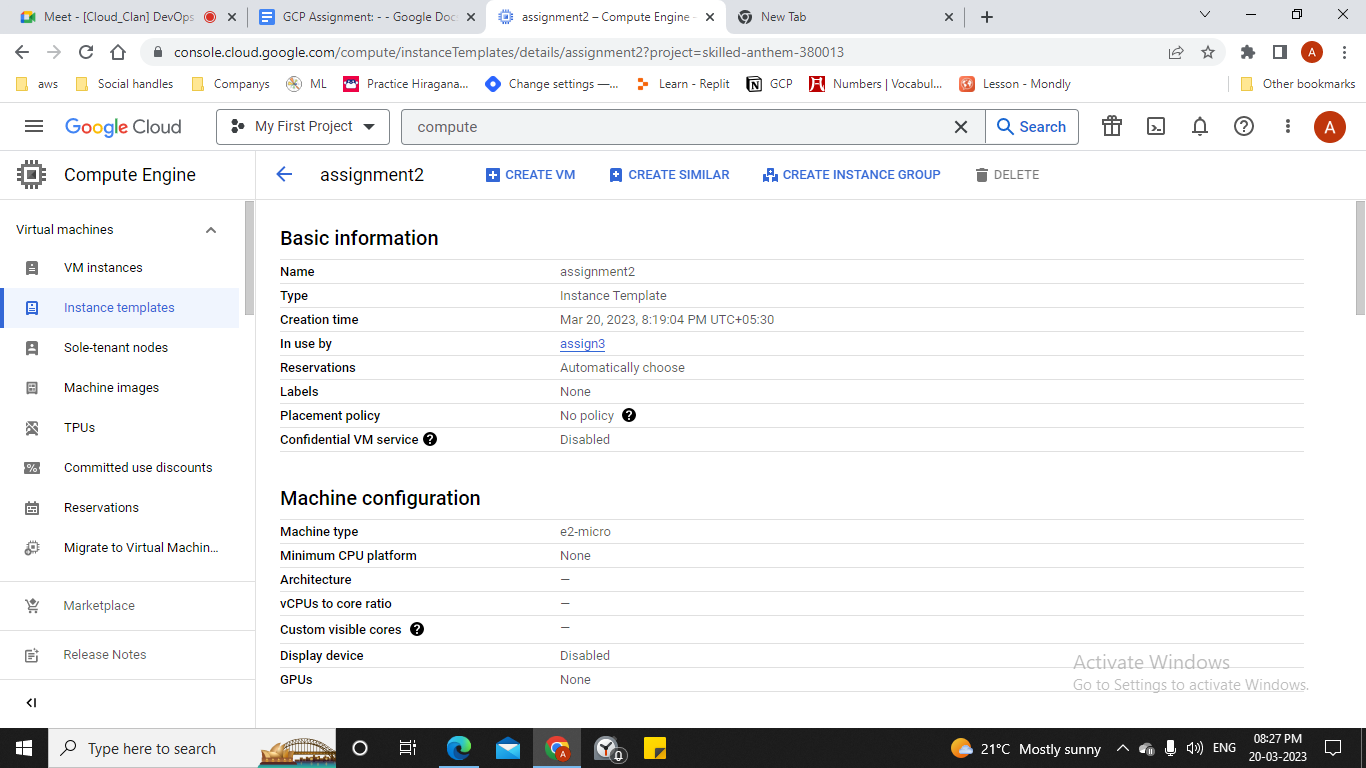 Meet - [Cloud_Clan] DevOps
GCP Assignment: - - Google Doc
assignment2 – Compute Engine -
New Tab
console.cloud.google.com/compute/instanceTemplates/details/assignment2?project=skilled-anthem-380013
A
aws
Social handles
Companys
ML
Practice Hiragana...
Change settings —...
Learn - Replit
GCP
Numbers | Vocabul...
Lesson - Mondly
Other bookmarks
Google Cloud
My First Project
compute
Search
A
Compute Engine
assignment2
CREATE VM
CREATE SIMILAR
CREATE INSTANCE GROUP
DELETE
Virtual machines
VM instances
Instance templates
Sole-tenant nodes
Machine images
TPUs
Committed use discounts
Reservations
Migrate to Virtual Machin...
Marketplace
Release Notes
Basic information
Name assignment2
Type Instance Template
Creation time Mar 20, 2023, 8:19:04 PM UTC+05:30
In use by assign3
Reservations Automatically choose
Labels None
Placement policy No policy
Confidential VM service Disabled
Machine configuration
Machine type e2-micro
Minimum CPU platform None
Architecture —
vCPUs to core ratio —
Custom visible cores —
Display device Disabled
GPUs None
Activate Windows
Go to Settings to activate Windows.
Type here to search
21°C Mostly sunny
ENG
08:27 PM
20-03-2023